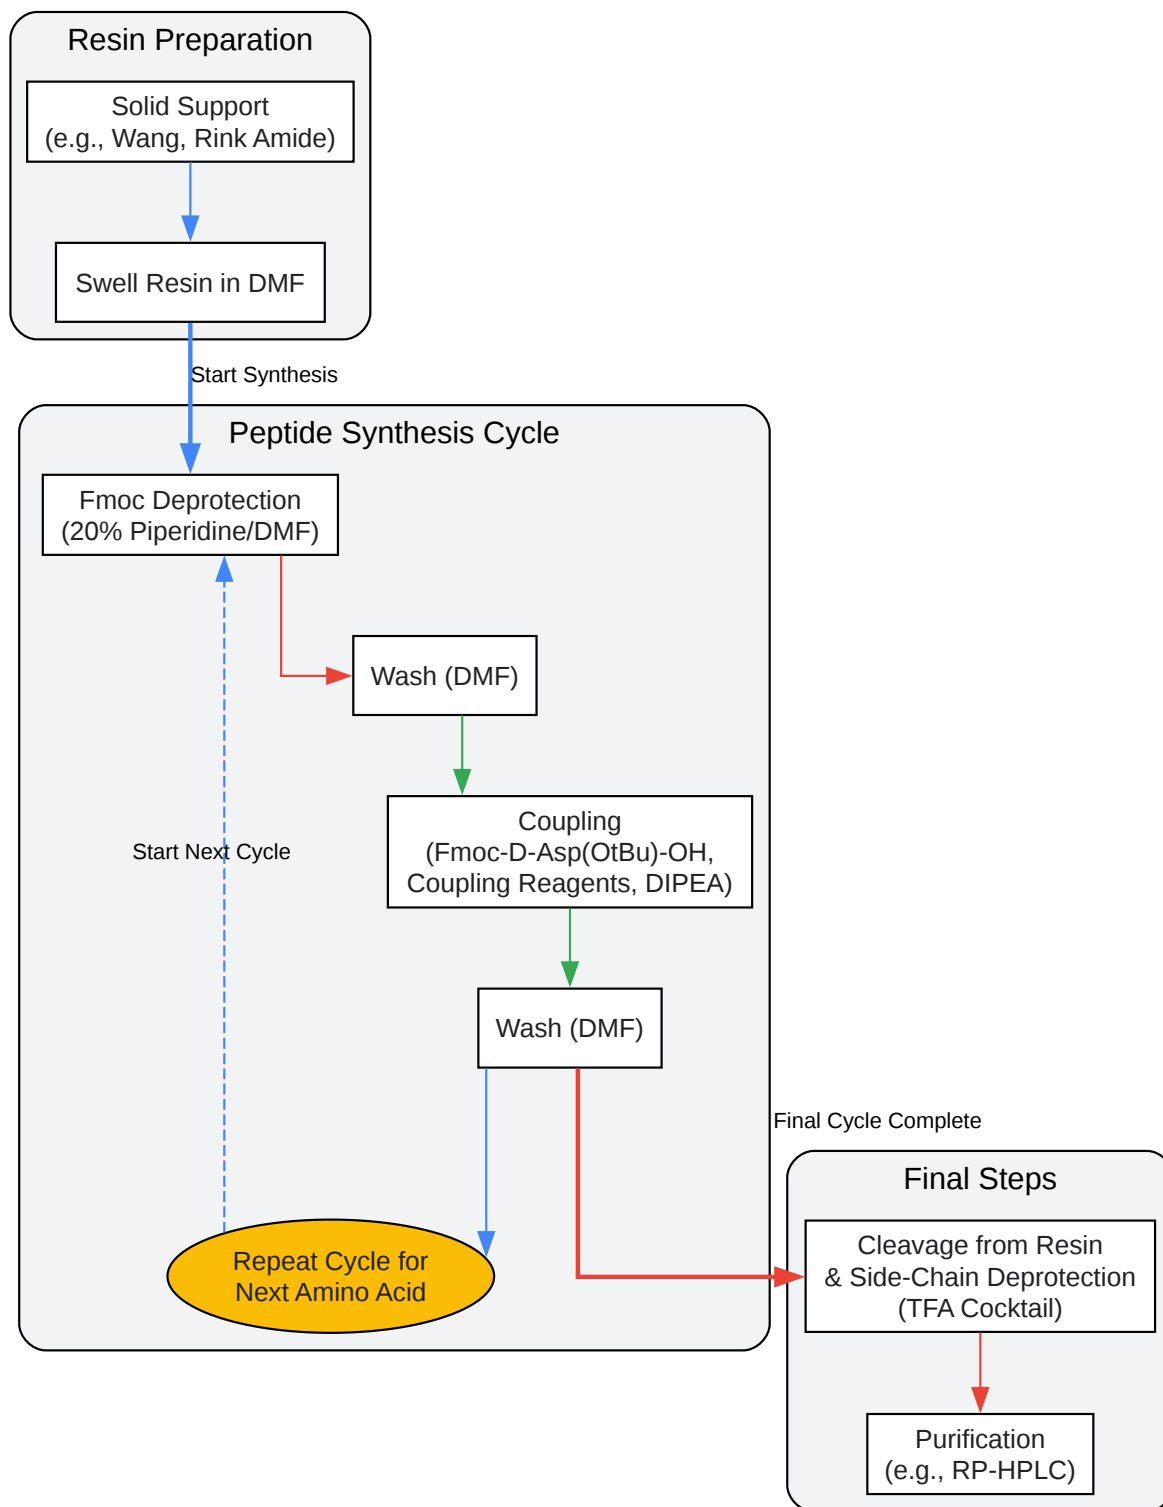 Resin Preparation
Solid Support
(e.g., Wang, Rink Amide)
Swell Resin in DMF
Start Synthesis
Peptide Synthesis Cycle
Fmoc Deprotection
(20% Piperidine/DMF)
Wash (DMF)
Coupling
(Fmoc-D-Asp(OtBu)-OH,
Coupling Reagents, DIPEA)
Start Next Cycle
Wash (DMF)
Final Cycle Complete
Repeat Cycle for
Next Amino Acid
Final Steps
Cleavage from Resin
& Side-Chain Deprotection
(TFA Cocktail)
Purification
(e.g., RP-HPLC)